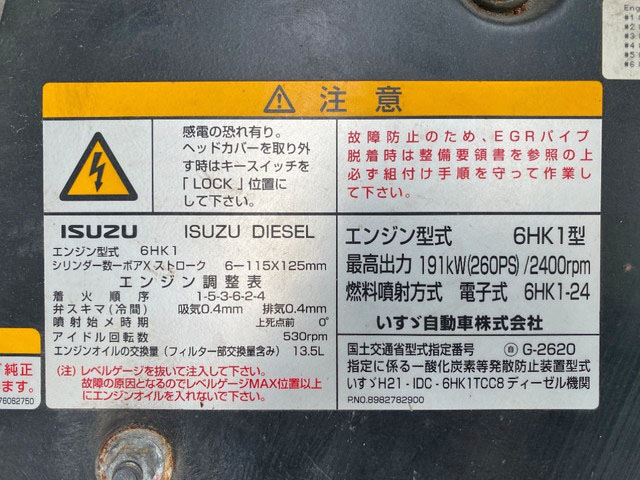 注意
感電の恐れ有り。
ヘッドカバーを取り外
す時はキースイッチを
「LOCK」位置に
して下さい。
故障防止のため、EGRパイプ
脱着時は整備要領書を参照の上
必ず組付け手順を守って作業し
て下さい。
ISUZU ISUZU DIESEL
エンジン型式 6HK1
シリンダー数ーボアX ストローク 6－115X125mm
エンジン調整表
着火順序 1-5-3-6-2-4
弁スキマ(冷間) 吸気0.4mm 排気0.4mm
噴射始メ時期 上死点前 0°
アイドル回転数 530rpm
エンジンオイルの交換量(フィルター部交換量含み) 13.5L
(注)レベルゲージを抜いて注入して下さい。
故障の原因となるのでレベルゲージMAX位置以上
にエンジンオイルを入れないで下さい。
エンジン型式 6HK1型
最高出力 191kW(260PS)/2400rpm
燃料噴射方式 電子式 6HK1-24
いすゞ自動車株式会社
国土交通省型式指定番号 G-2620
指定に係る一酸化炭素等発散防止装置型式
いすゞH21-IDC-6HK1TCC8 ディーゼル機関
P.NO.8982782900
純正
ます。
76062750
Eng
#1
#2
#3
#4
#5
#6